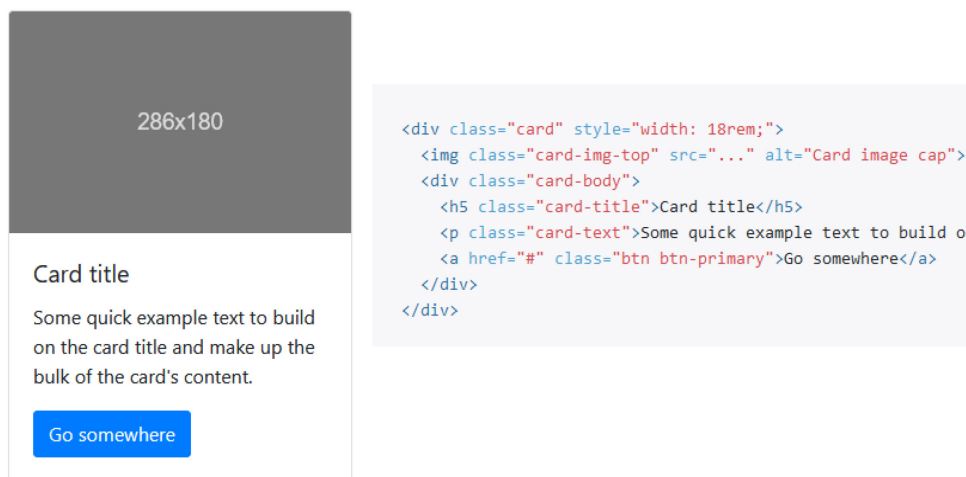 286x180
Card title
Some quick example text to build
on the card title and make up the
bulk of the card's content.
Go somewhere
<div class="card" style="width: 18rem;">
  <img class="card-img-top" src="..." alt="Card image cap">
  <div class="card-body">
    <h5 class="card-title">Card title</h5>
    <p class="card-text">Some quick example text to build o
    <a href="#" class="btn btn-primary">Go somewhere</a>
  </div>
</div>